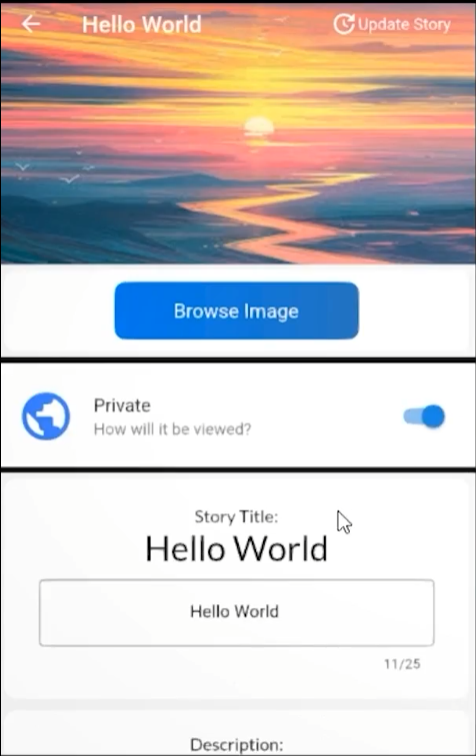 Hello World
Update Story
Browse Image
Private
How will it be viewed?
Story Title:
Hello World
Hello World
11/25
Description: